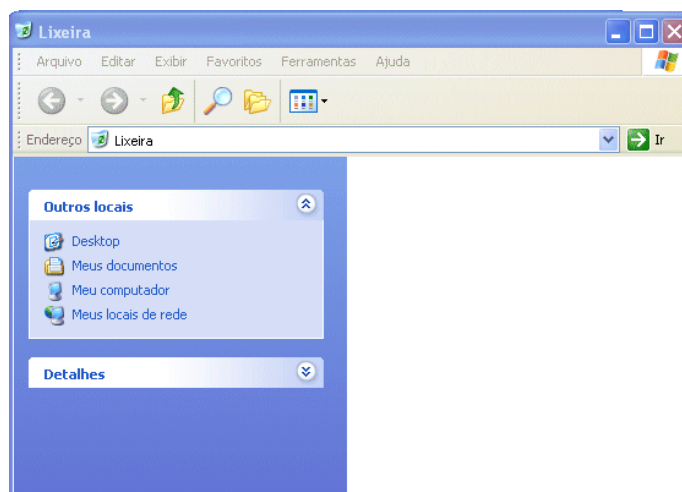 Lixeira
Arquivo Editar Exibir Favoritos Ferramentas Ajuda
Endereço Lixeira Ir
Outros locais
Desktop
Meus documentos
Meu computador
Meus locais de rede
Detalhes